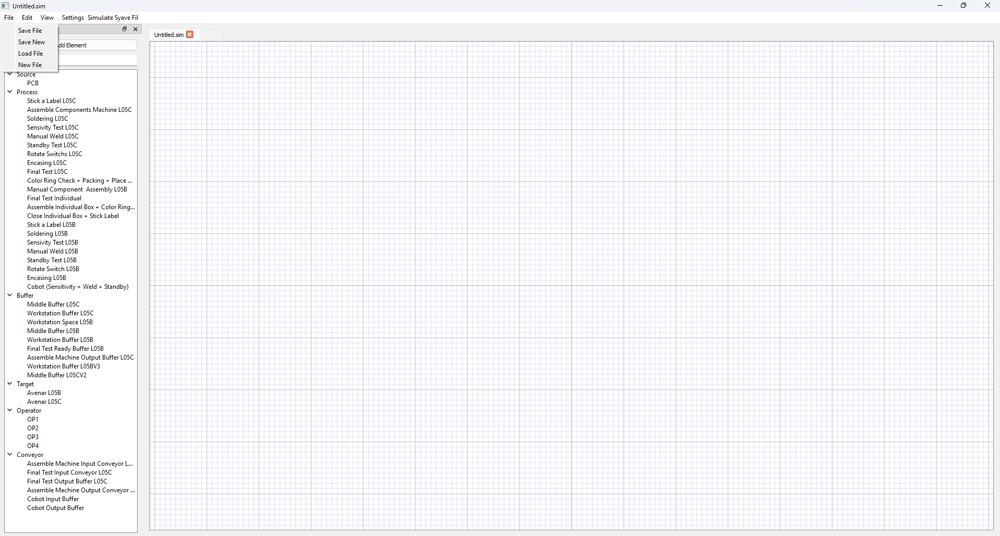 Untitled.sim
File Edit View Settings Simulate Syave Fil
Save File
Save New
Load File
New File
dd Element
Untitled.sim
Source
PCB
Process
Stick a Label L05C
Assemble Components Machine L05C
Soldering L05C
Sensivity Test L05C
Manual Weld L05C
Standby Test L05C
Rotate Switchs L05C
Encasing L05C
Final Test L05C
Color Ring Check + Packing + Place ...
Manual Component  Assembly L05B
Final Test Individual
Assemble Individual Box + Color Ring...
Close Individual Box + Stick Label
Stick a Label L05B
Soldering L05B
Sensivity Test L05B
Manual Weld L05B
Standby Test L05B
Rotate Switch L05B
Encasing L05B
Cobot (Sensitivity + Weld + Standby)
Buffer
Middle Buffer L05C
Workstation Buffer L05C
Workstation Space L05B
Middle Buffer L05B
Workstation Buffer L05B
Final Test Ready Buffer L05B
Assemble Machine Output Buffer L05C
Workstation Buffer L05BV3
Middle Buffer L05CV2
Target
Avenar L05B
Avenar L05C
Operator
OP1
OP2
OP3
OP4
Conveyor
Assemble Machine Input Conveyor L...
Final Test Input Conveyor L05C
Final Test Output Buffer L05C
Assemble Machine Output Conveyor ...
Cobot Input Buffer
Cobot Output Buffer